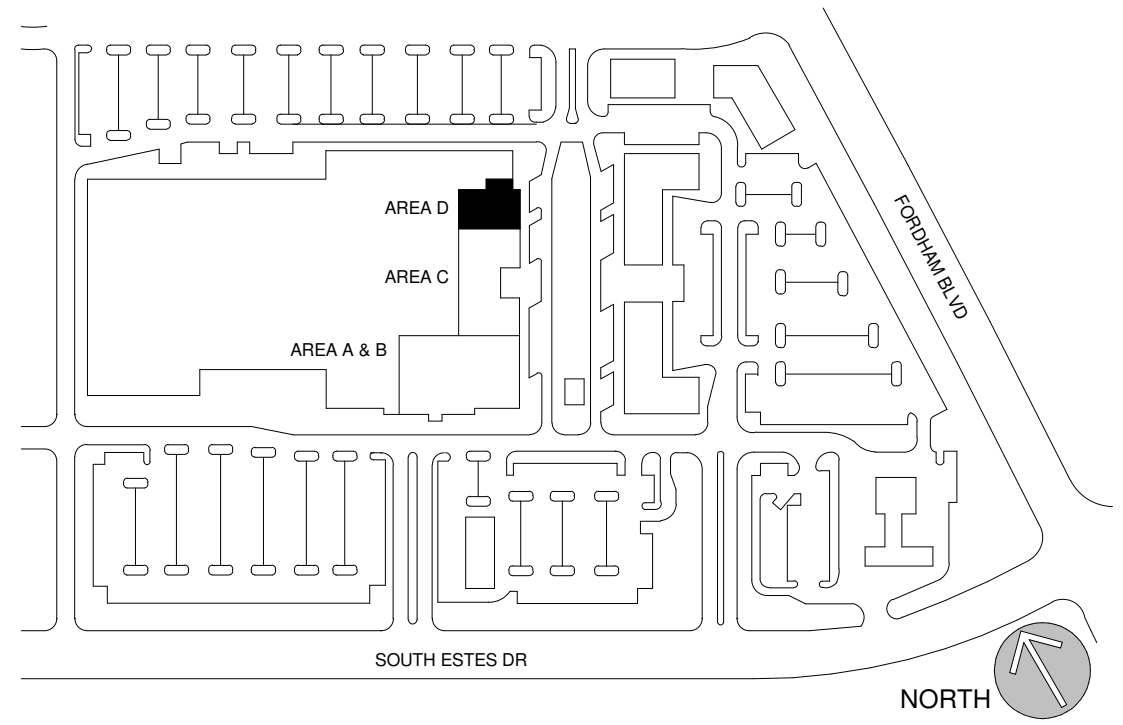 AREA D
AREA C
AREA A & B
FORDHAM BLVD
SOUTH ESTES DR
NORTH